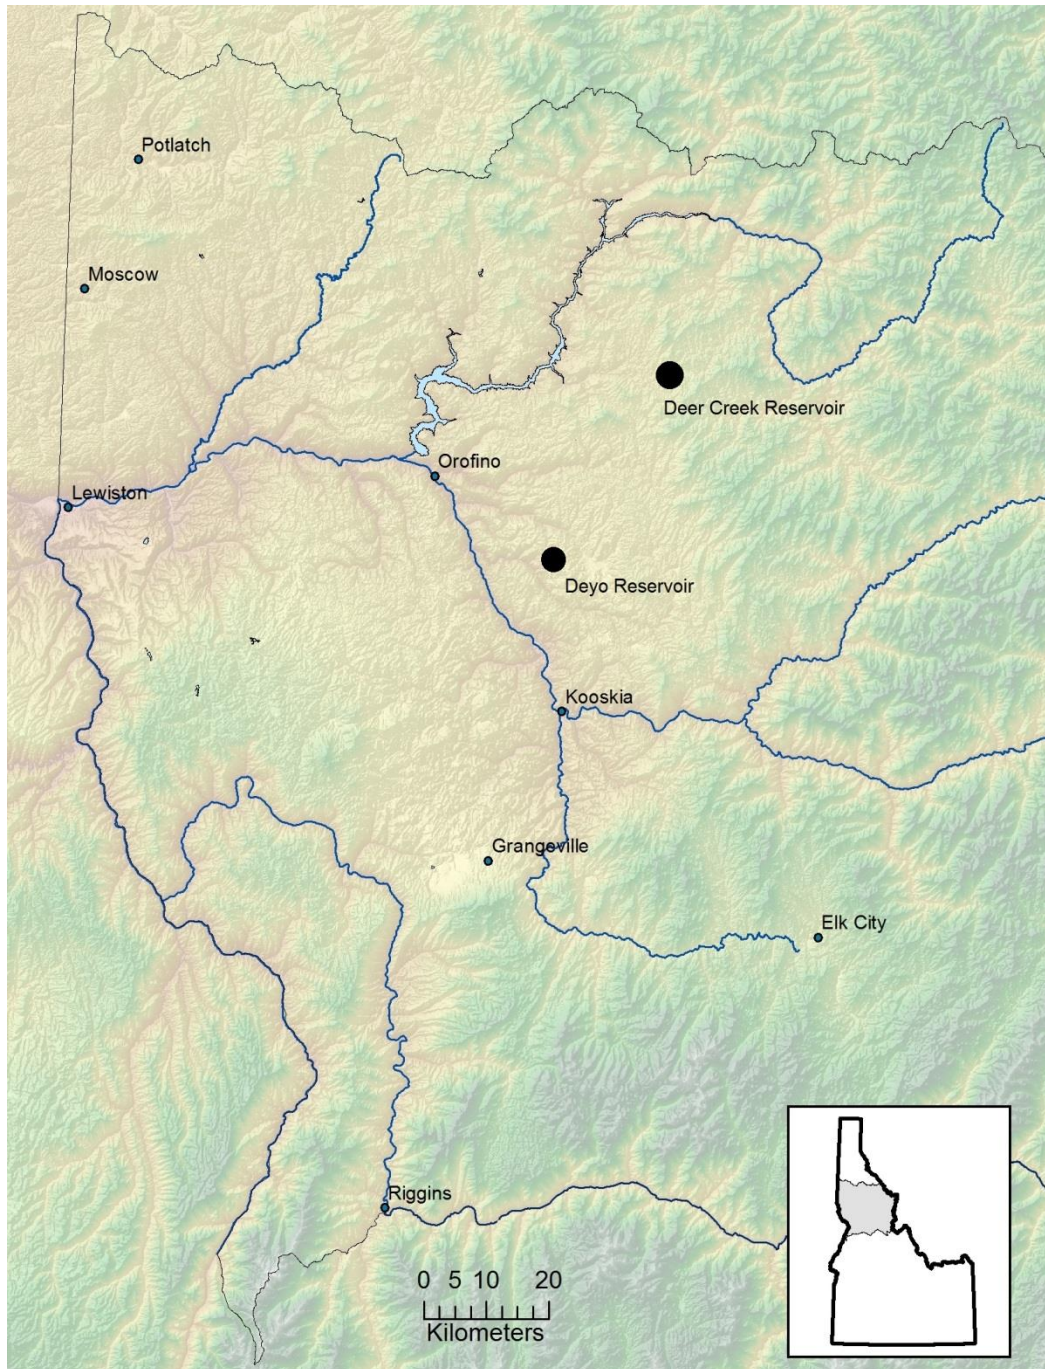 Potlatch
Moscow
Deer Creek Reservoir
Orofino
Lewiston
Deyo Reservoir
Kooskia
Grangeville
Elk City
Riggins
0 5 10 20
Kilometers